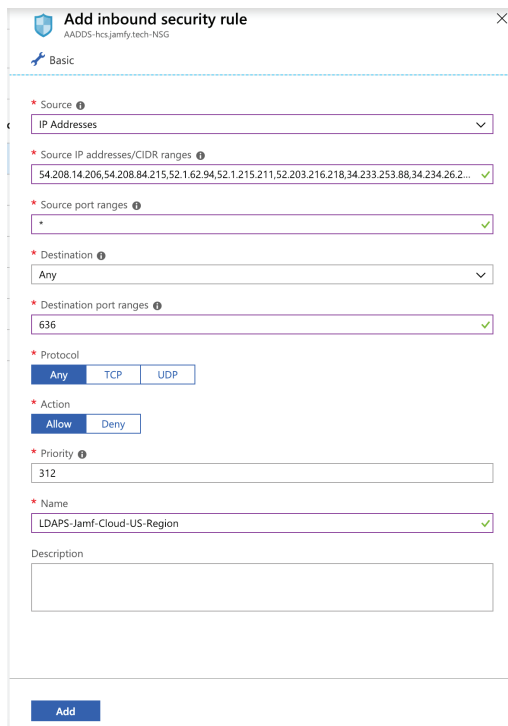 Add inbound security rule
AADDS-hcs.jamfy.tech-NSG
Basic
* Source
IP Addresses
* Source IP addresses/CIDR ranges
54.208.14.206,54.208.84.215,52.1.62.94,52.1.215.211,52.203.216.218,34.233.253.88,34.234.26.2...
* Source port ranges
*
* Destination
Any
* Destination port ranges
636
* Protocol
Any TCP UDP
* Action
Allow Deny
* Priority
312
* Name
LDAPS-Jamf-Cloud-US-Region
Description
Add